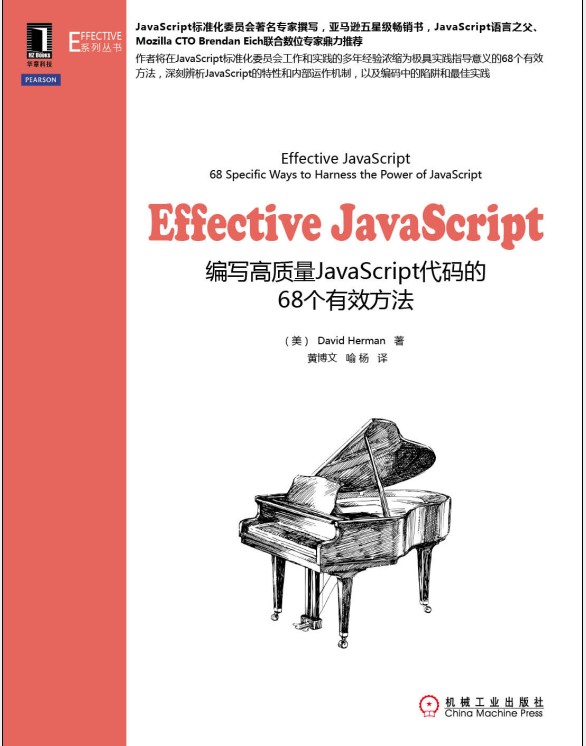 HZ Books
华章科技
PEARSON
EFFECTIVE
系列丛书
JavaScript标准化委员会著名专家撰写，亚马逊五星级畅销书，JavaScript语言之父、
Mozilla CTO Brendan Eich联合数位专家鼎力推荐
作者将在JavaScript标准化委员会工作和实践的多年经验浓缩为极具实践指导意义的68个有效
方法，深刻辨析JavaScript的特性和内部运作机制，以及编码中的陷阱和最佳实践
Effective JavaScript
68 Specific Ways to Harness the Power of JavaScript
Effective JavaScript
编写高质量JavaScript代码的
68个有效方法
（美） David Herman 著
黄博文 喻杨 译
机械工业出版社
China Machine Press